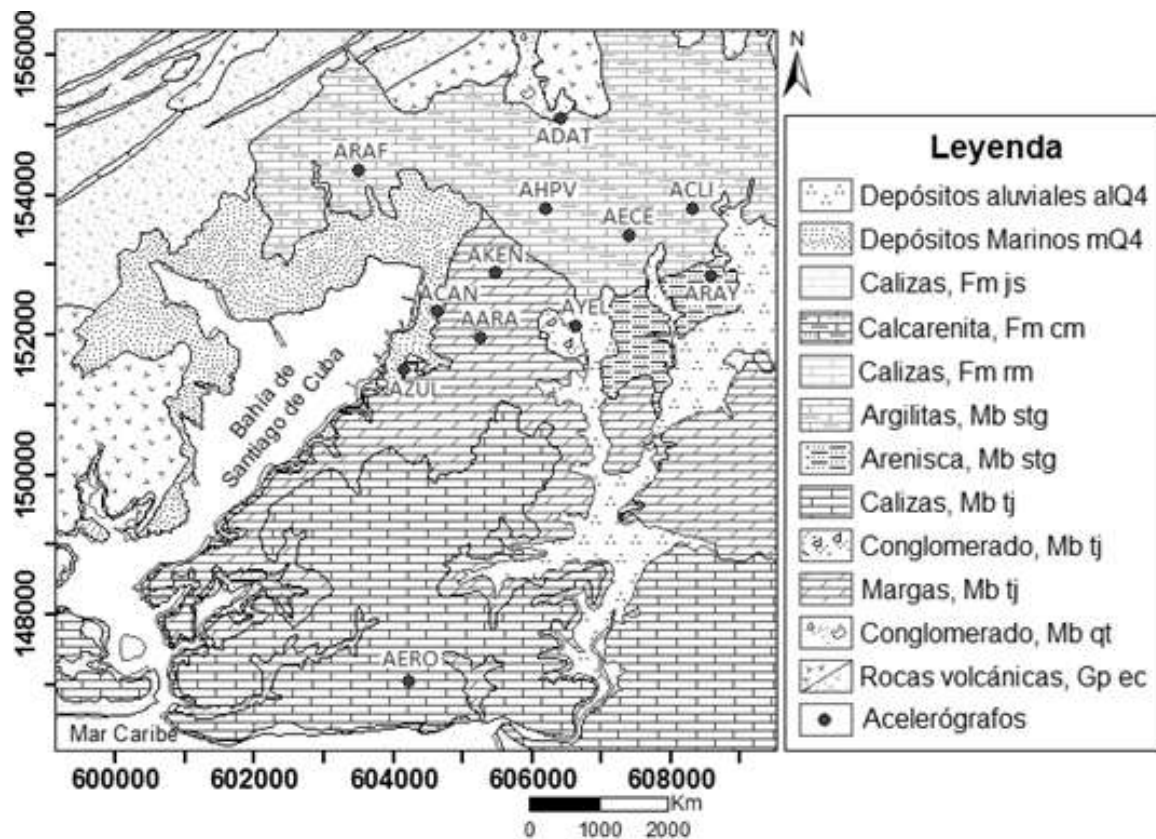 156000
154000
152000
150000
148000
N
ADAT
ARAF
AHPV
ACLI
AECE
AKEN
ARAY
ACAN
AYEL
AARA
AZUL
Bahía de
Santiago de Cuba
AERO
Mar Caribe
600000 602000 604000 606000 608000
Km
0 1000 2000
Leyenda
Depósitos aluviales alQ4
Depósitos Marinos mQ4
Calizas, Fm js
Calcarenita, Fm cm
Calizas, Fm rm
Argilitas, Mb stg
Arenisca, Mb stg
Calizas, Mb tj
Conglomerado, Mb tj
Margas, Mb tj
Conglomerado, Mb qt
Rocas volcánicas, Gp ec
Acelerógrafos